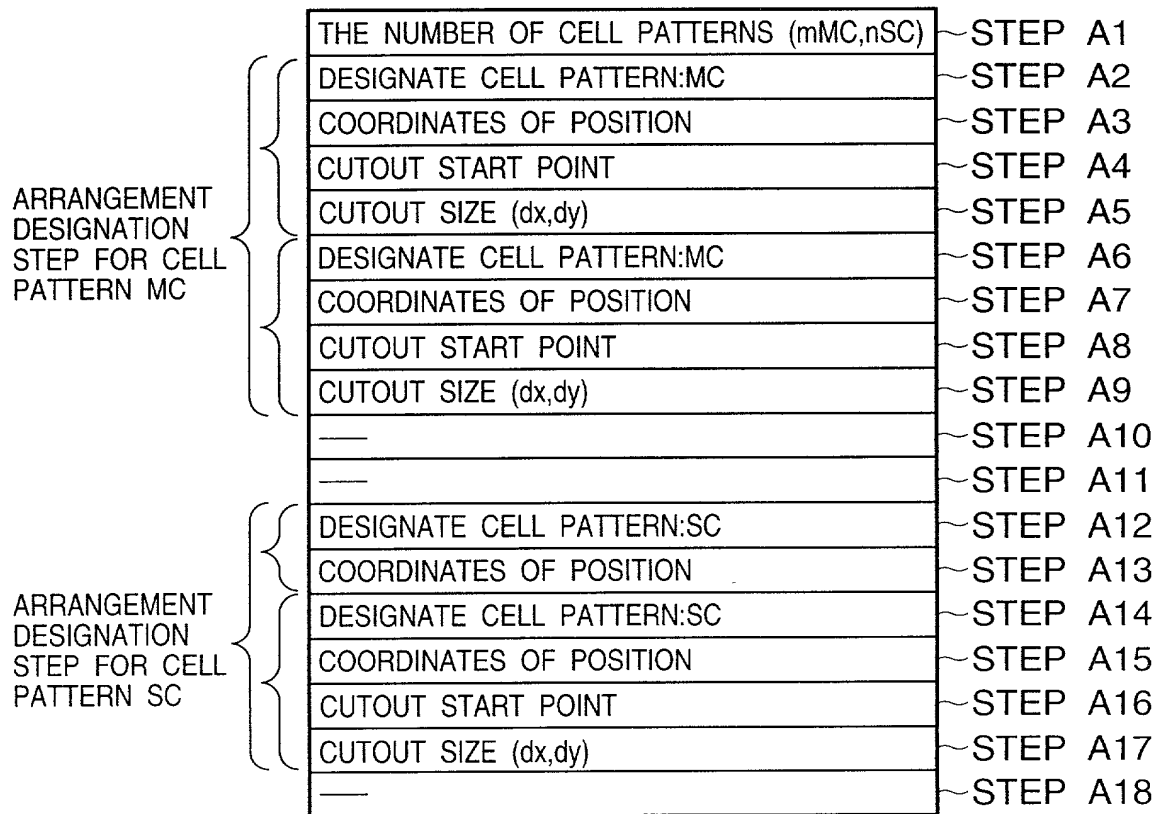 THE NUMBER OF CELL PATTERNS (mMC,nSC) STEP A1
DESIGNATE CELL PATTERN:MC STEP A2
COORDINATES OF POSITION STEP A3
CUTOUT START POINT STEP A4
CUTOUT SIZE (dx,dy) STEP A5
ARRANGEMENT
DESIGNATION
STEP FOR CELL
PATTERN MC
DESIGNATE CELL PATTERN:MC STEP A6
COORDINATES OF POSITION STEP A7
CUTOUT START POINT STEP A8
CUTOUT SIZE (dx,dy) STEP A9
— STEP A10
— STEP A11
DESIGNATE CELL PATTERN:SC STEP A12
COORDINATES OF POSITION STEP A13
ARRANGEMENT
DESIGNATION
STEP FOR CELL
PATTERN SC
DESIGNATE CELL PATTERN:SC STEP A14
COORDINATES OF POSITION STEP A15
CUTOUT START POINT STEP A16
CUTOUT SIZE (dx,dy) STEP A17
— STEP A18